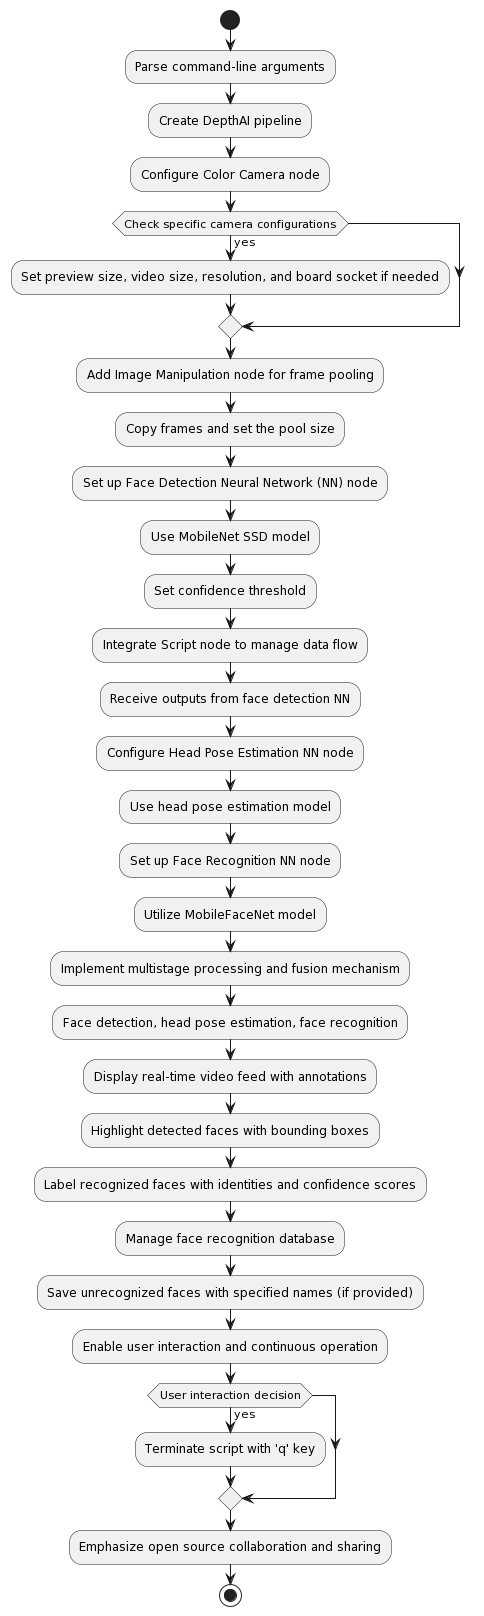 Parse command-line arguments
Create DepthAI pipeline
Configure Color Camera node
Check specific camera configurations
yes
Set preview size, video size, resolution, and board socket if needed
Add Image Manipulation node for frame pooling
Copy frames and set the pool size
Set up Face Detection Neural Network (NN) node
Use MobileNet SSD model
Set confidence threshold
Integrate Script node to manage data flow
Receive outputs from face detection NN
Configure Head Pose Estimation NN node
Use head pose estimation model
Set up Face Recognition NN node
Utilize MobileFaceNet model
Implement multistage processing and fusion mechanism
Face detection, head pose estimation, face recognition
Display real-time video feed with annotations
Highlight detected faces with bounding boxes
Label recognized faces with identities and confidence scores
Manage face recognition database
Save unrecognized faces with specified names (if provided)
Enable user interaction and continuous operation
User interaction decision
yes
Terminate script with 'q' key
Emphasize open source collaboration and sharing